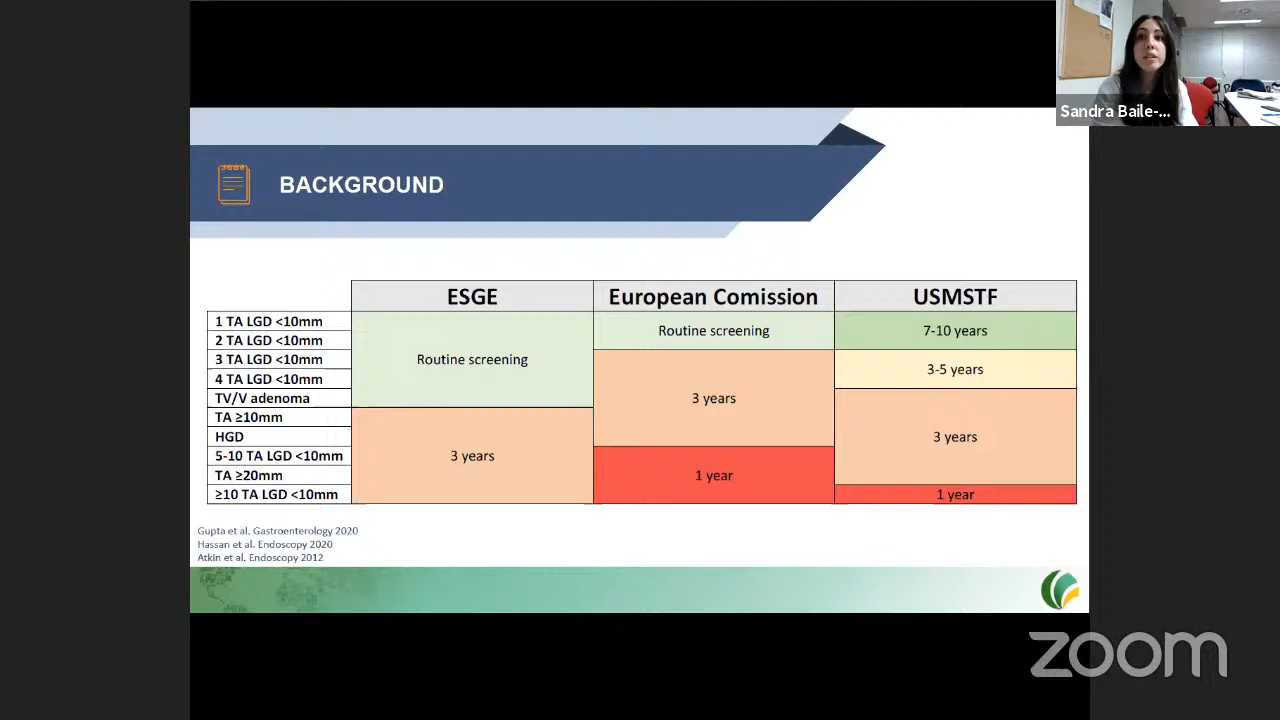 Sandra Baile-...
BACKGROUND
ESGE European Comission USMSTF
1 TA LGD <10mm
2 TA LGD <10mm
3 TA LGD <10mm
4 TA LGD <10mm
TV/V adenoma
TA ≥10mm
HGD
5-10 TA LGD <10mm
TA ≥20mm
≥10 TA LGD <10mm
Routine screening
3 years
Routine screening
3 years
1 year
7-10 years
3-5 years
3 years
1 year
Gupta et al. Gastroenterology 2020
Hassan et al. Endoscopy 2020
Atkin et al. Endoscopy 2012
zoom